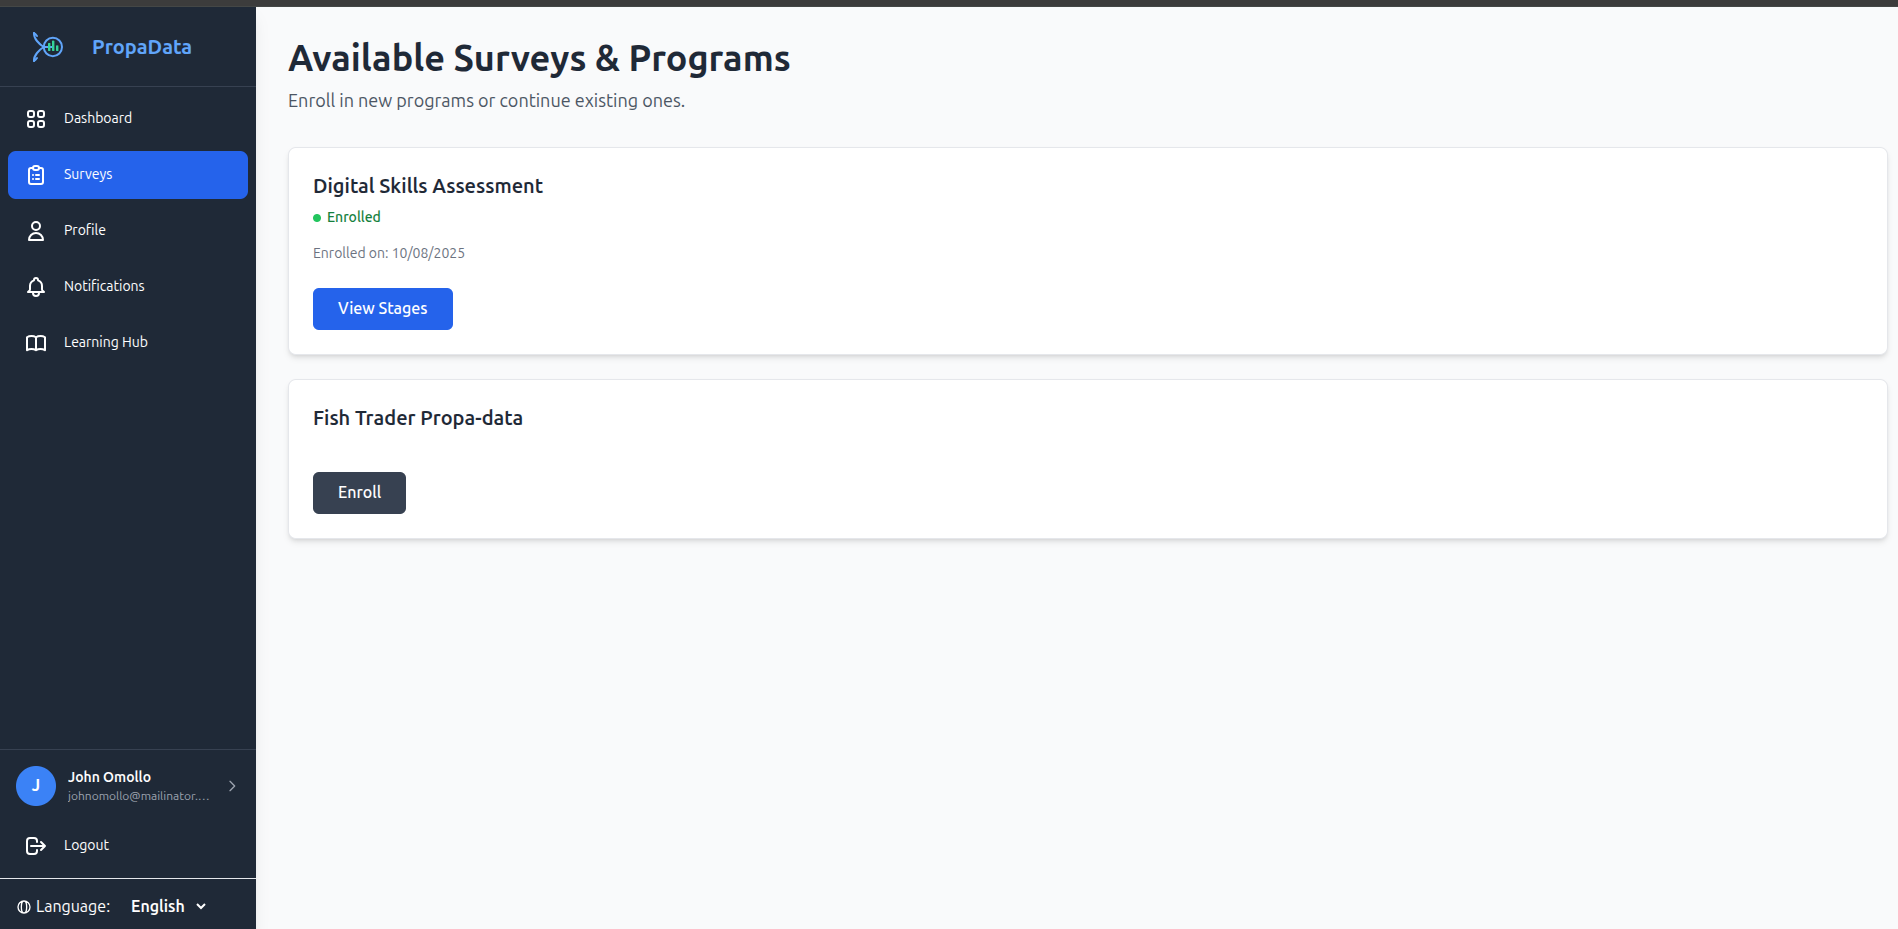 PropaData
Dashboard
Surveys
Profile
Notifications
Learning Hub
J
John Omollo
johnomollo@mailinator....
Logout
Language: English
Available Surveys & Programs
Enroll in new programs or continue existing ones.
Digital Skills Assessment
Enrolled
Enrolled on: 10/08/2025
View Stages
Fish Trader Propa-data
Enroll